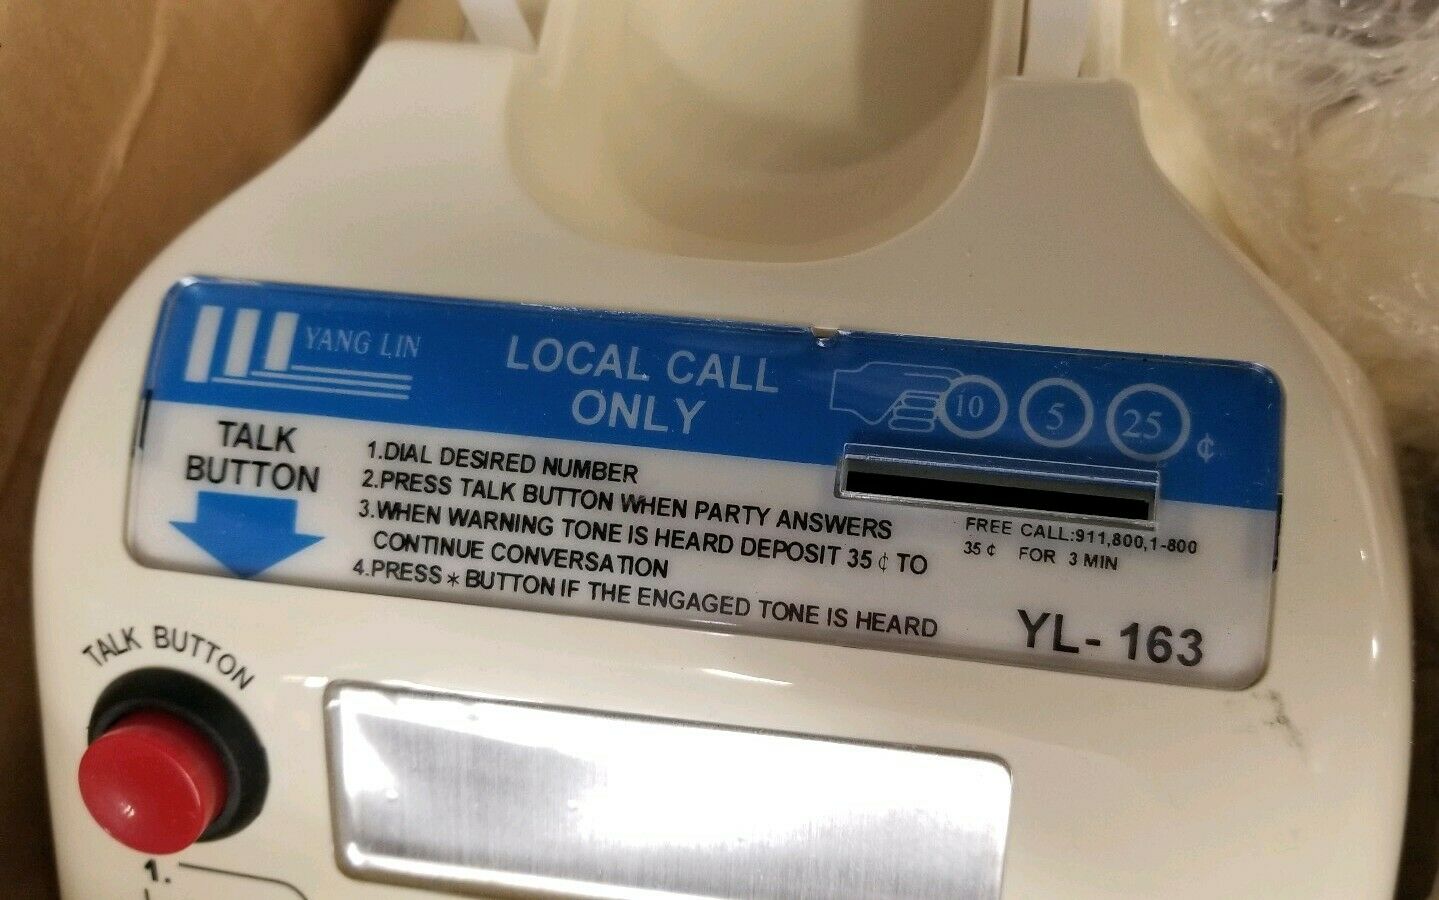 YANG LIN
LOCAL CALL
ONLY
10 5 25 ¢
TALK
BUTTON
1.DIAL DESIRED NUMBER
2.PRESS TALK BUTTON WHEN PARTY ANSWERS
3.WHEN WARNING TONE IS HEARD DEPOSIT 35 ¢ TO
CONTINUE CONVERSATION
4.PRESS * BUTTON IF THE ENGAGED TONE IS HEARD
FREE CALL:911,800,1-800
35 ¢ FOR 3 MIN
YL- 163
TALK BUTTON
1.